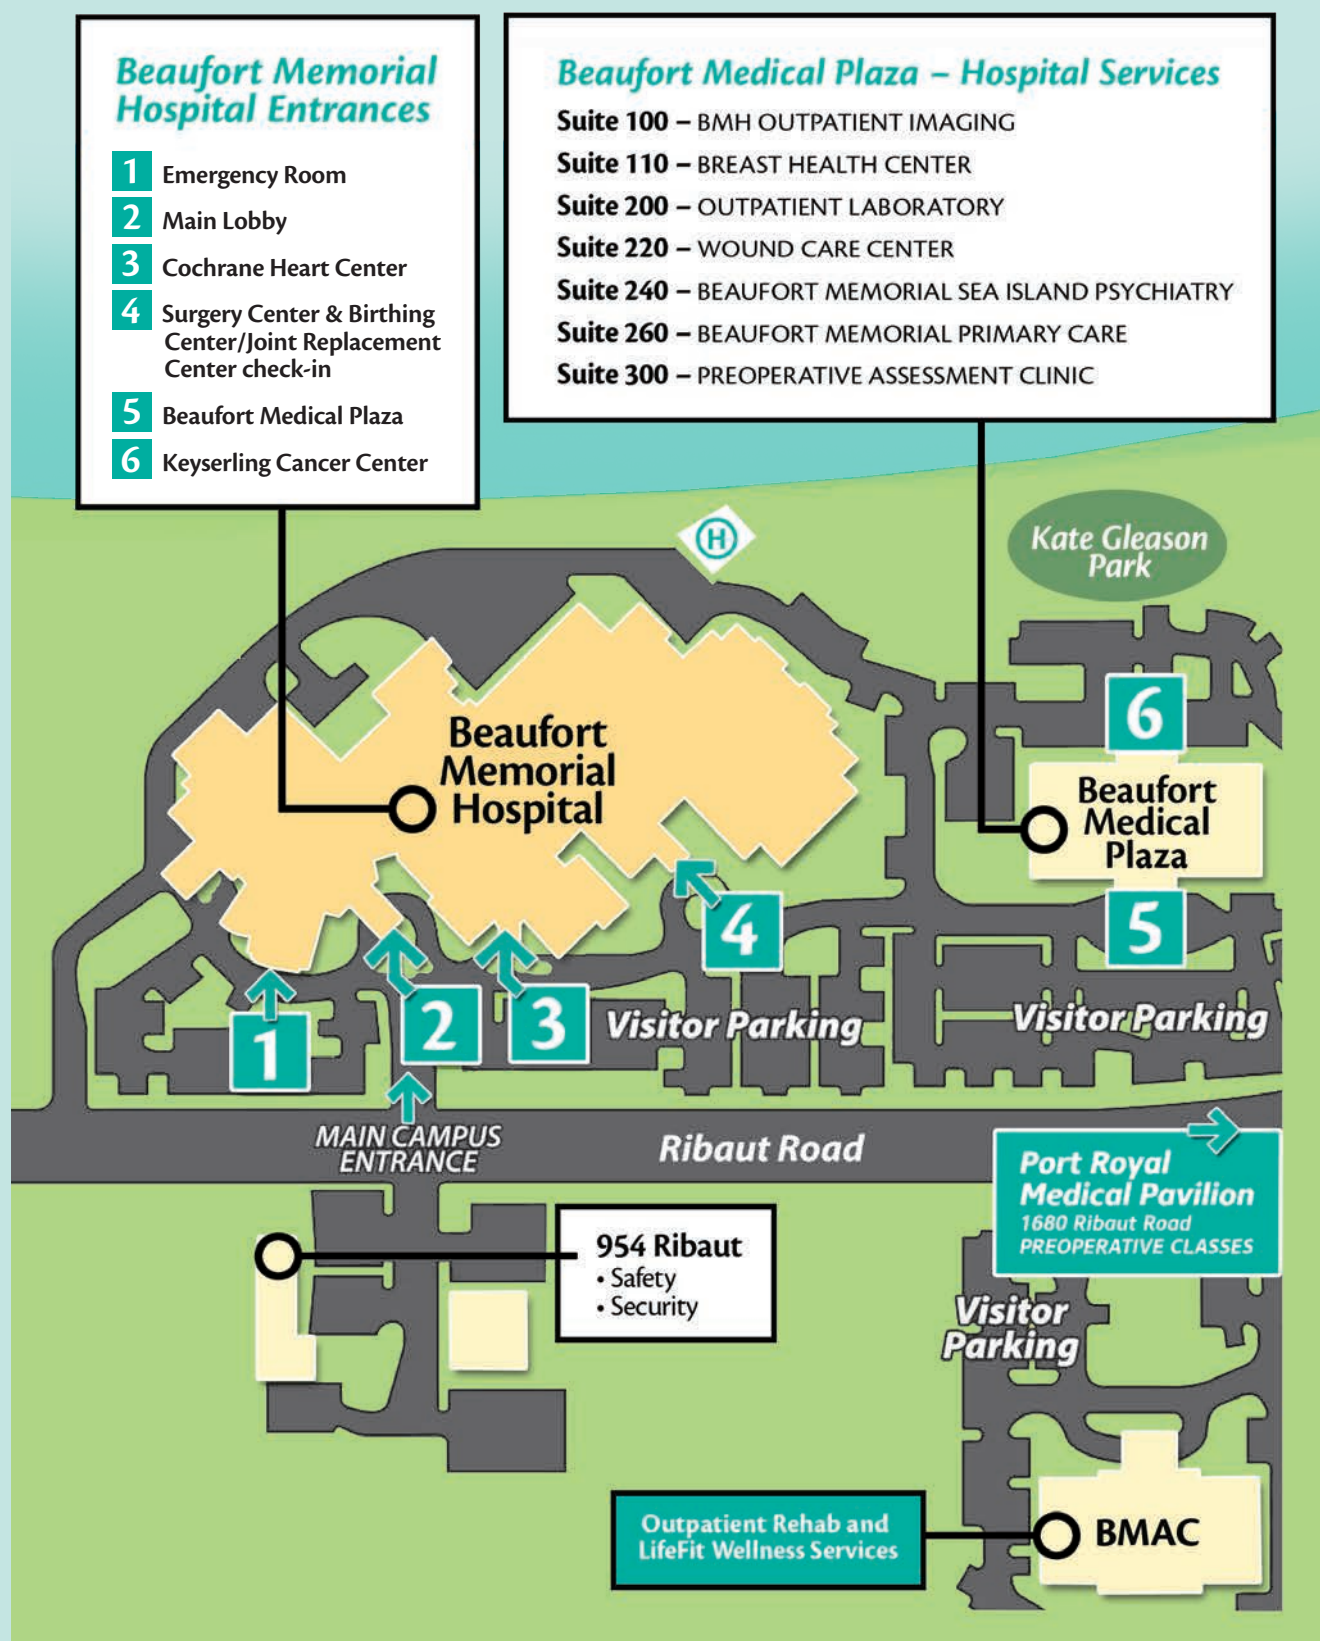 Beaufort Memorial
Hospital Entrances
1 Emergency Room
2 Main Lobby
3 Cochrane Heart Center
4 Surgery Center & Birthing
Center/Joint Replacement
Center check-in
5 Beaufort Medical Plaza
6 Keyserling Cancer Center
Beaufort Medical Plaza – Hospital Services
Suite 100 – BMH OUTPATIENT IMAGING
Suite 110 – BREAST HEALTH CENTER
Suite 200 – OUTPATIENT LABORATORY
Suite 220 – WOUND CARE CENTER
Suite 240 – BEAUFORT MEMORIAL SEA ISLAND PSYCHIATRY
Suite 260 – BEAUFORT MEMORIAL PRIMARY CARE
Suite 300 – PREOPERATIVE ASSESSMENT CLINIC
H
Kate Gleason
Park
6
Beaufort
Memorial
Hospital
Beaufort
Medical
Plaza
4
5
1
2
3
Visitor Parking
Visitor Parking
MAIN CAMPUS
ENTRANCE
Ribaut Road
Port Royal
Medical Pavilion
1680 Ribaut Road
PREOPERATIVE CLASSES
954 Ribaut
• Safety
• Security
Visitor
Parking
Outpatient Rehab and
LifeFit Wellness Services
BMAC